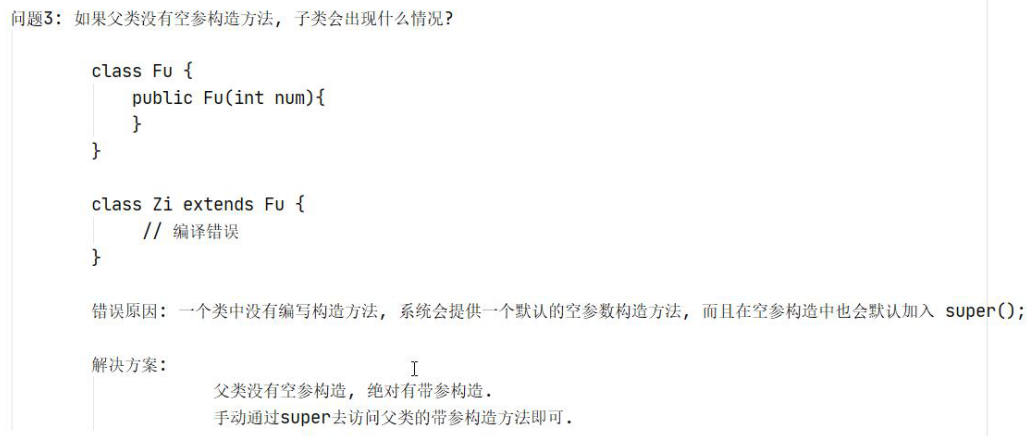 问题3: 如果父类没有空参构造方法, 子类会出现什么情况?
class Fu {
public Fu(int num){
}
}
class Zi extends Fu {
// 编译错误
}
错误原因: 一个类中没有编写构造方法, 系统会提供一个默认的空参数构造方法, 而且在空参构造中也会默认加入 super();
解决方案:
父类没有空参构造, 绝对有带参构造.
手动通过super去访问父类的带参构造方法即可.